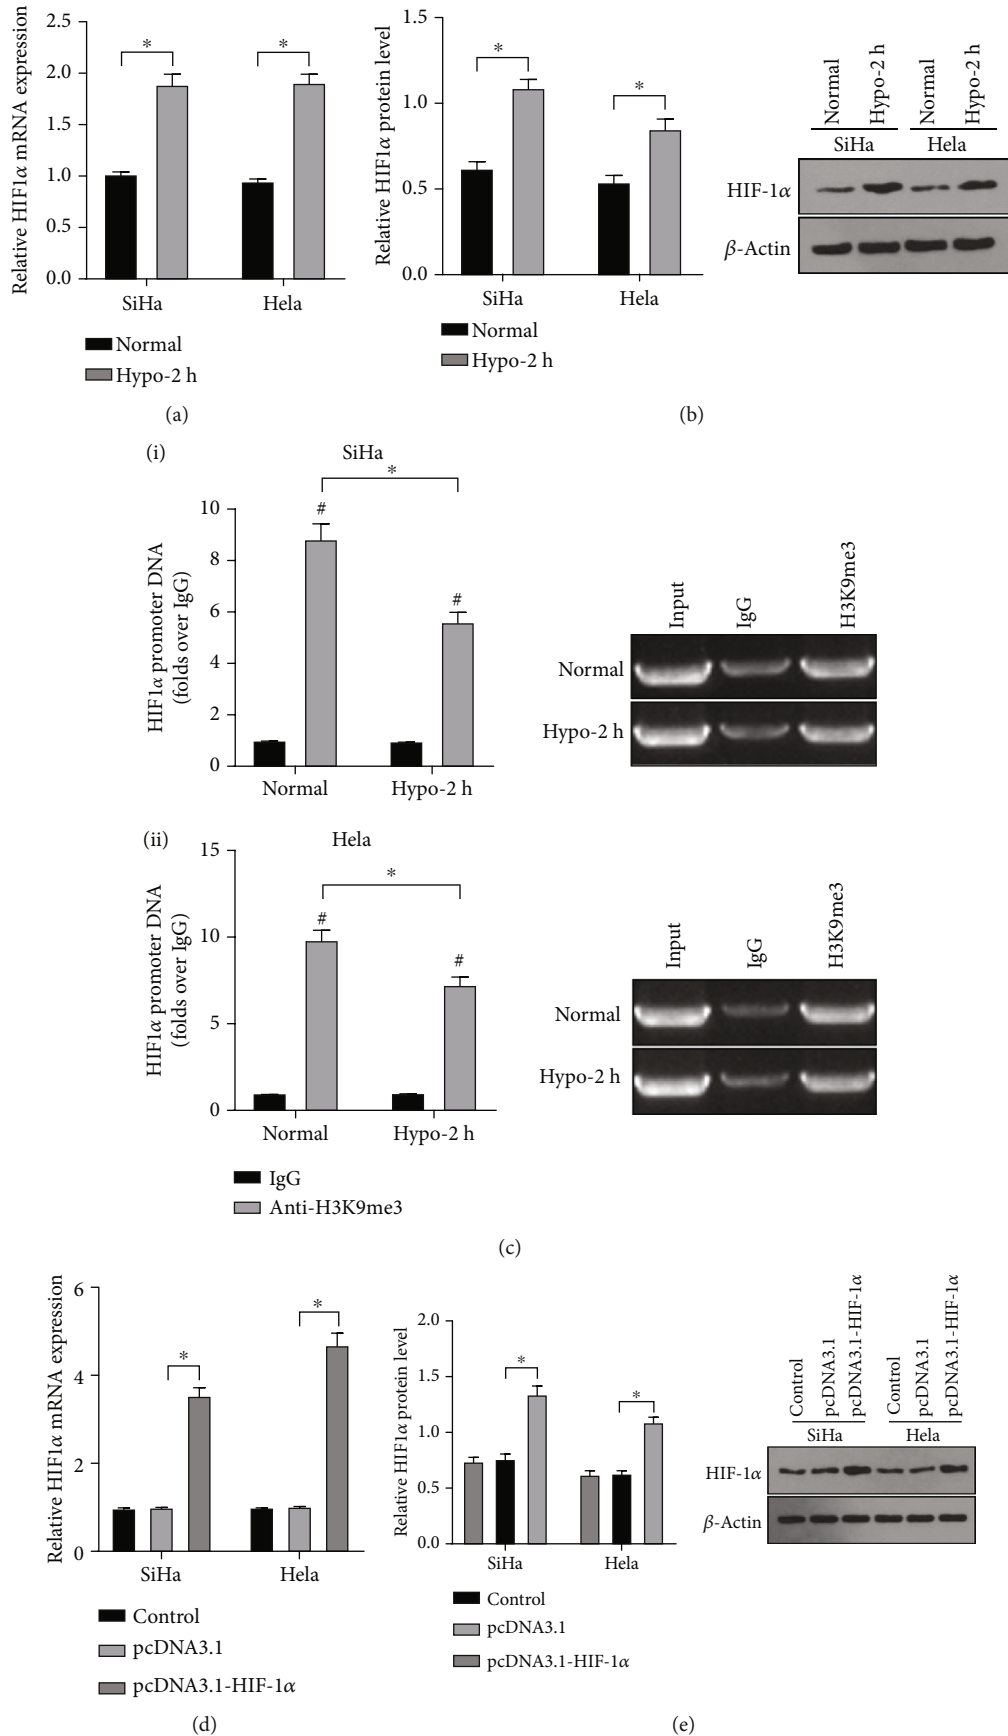 Relative HIF1α mRNA expression
2.5
2.0
1.5
1.0
0.5
0.0
*
*
SiHa
Hela
Normal
Hypo-2 h
(a)
Relative HIF1α protein level
1.5
1.0
0.5
0.0
*
*
SiHa
Hela
Normal
Hypo-2 h
Normal
Hypo-2 h
Normal
Hypo-2 h
SiHa
Hela
HIF-1α
β-Actin
(b)
(i)
SiHa
HIF1α promoter DNA
(folds over IgG)
10
8
6
4
2
0
*
#
#
Normal
Hypo-2 h
Input
IgG
H3K9me3
Normal
Hypo-2 h
(ii)
Hela
HIF1α promoter DNA
(folds over IgG)
15
10
5
0
*
#
#
Normal
Hypo-2 h
IgG
Anti-H3K9me3
Input
IgG
H3K9me3
Normal
Hypo-2 h
(c)
Relative HIF1α mRNA expression
6
4
2
0
*
*
SiHa
Hela
Control
pcDNA3.1
pcDNA3.1-HIF-1α
(d)
Relative HIF1α protein level
2.0
1.5
1.0
0.5
0.0
*
*
SiHa
Hela
Control
pcDNA3.1
pcDNA3.1-HIF-1α
Control
pcDNA3.1
pcDNA3.1-HIF-1α
Control
pcDNA3.1
pcDNA3.1-HIF-1α
SiHa
Hela
HIF-1α
β-Actin
(e)